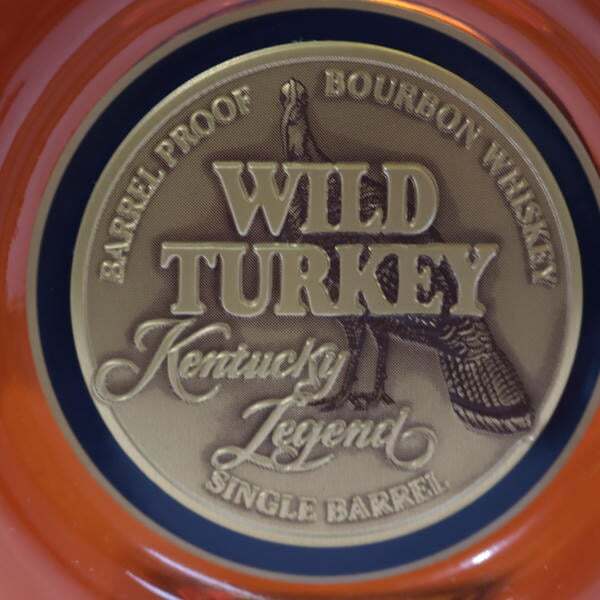 BARREL PROOF BOURBON WHISKEY
WILD
TURKEY
Kentucky
Legend
SINGLE BARREL